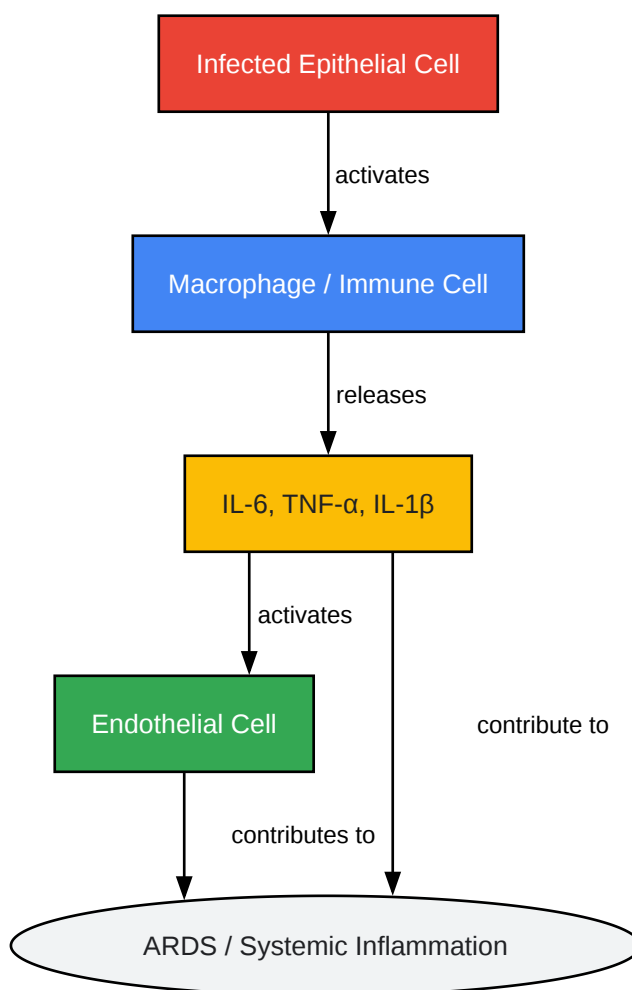 Infected Epithelial Cell
activates
Macrophage / Immune Cell
releases
IL-6, TNF-α, IL-1β
activates
Endothelial Cell
contribute to
contributes to
ARDS / Systemic Inflammation